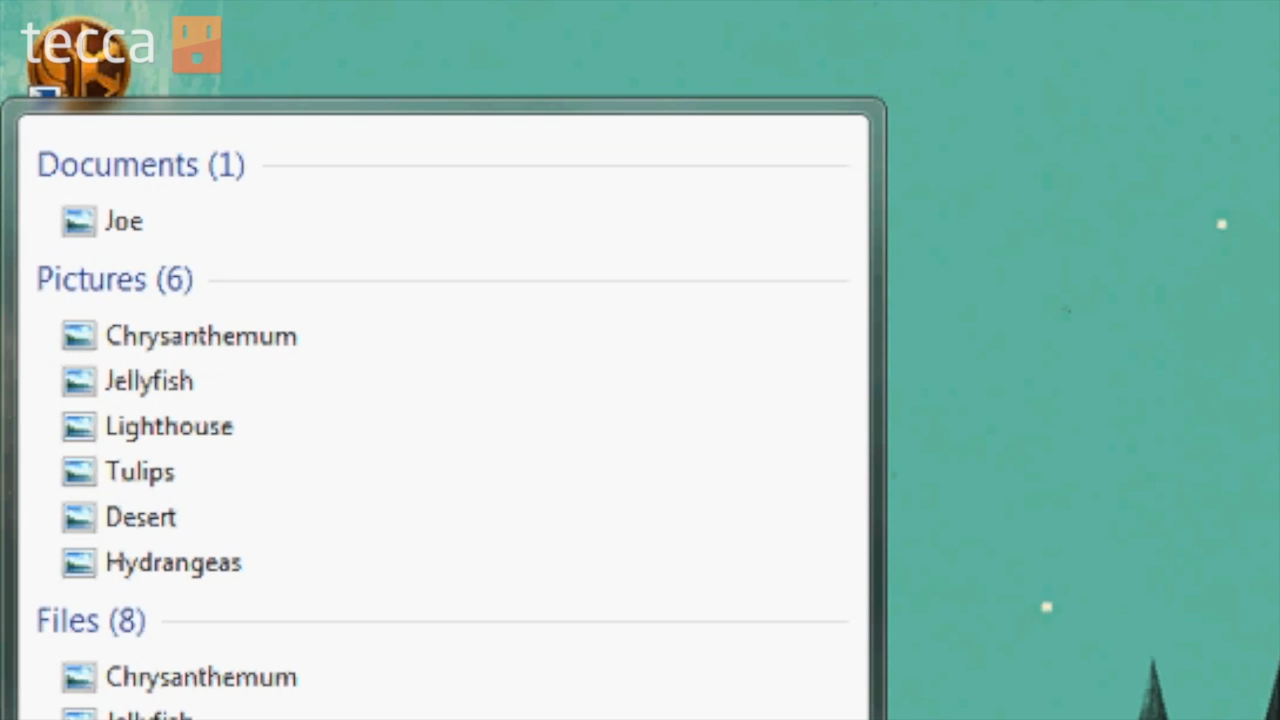 tecca
Documents (1)
Joe
Pictures (6)
Chrysanthemum
Jellyfish
Lighthouse
Tulips
Desert
Hydrangeas
Files (8)
Chrysanthemum
Jellyfish